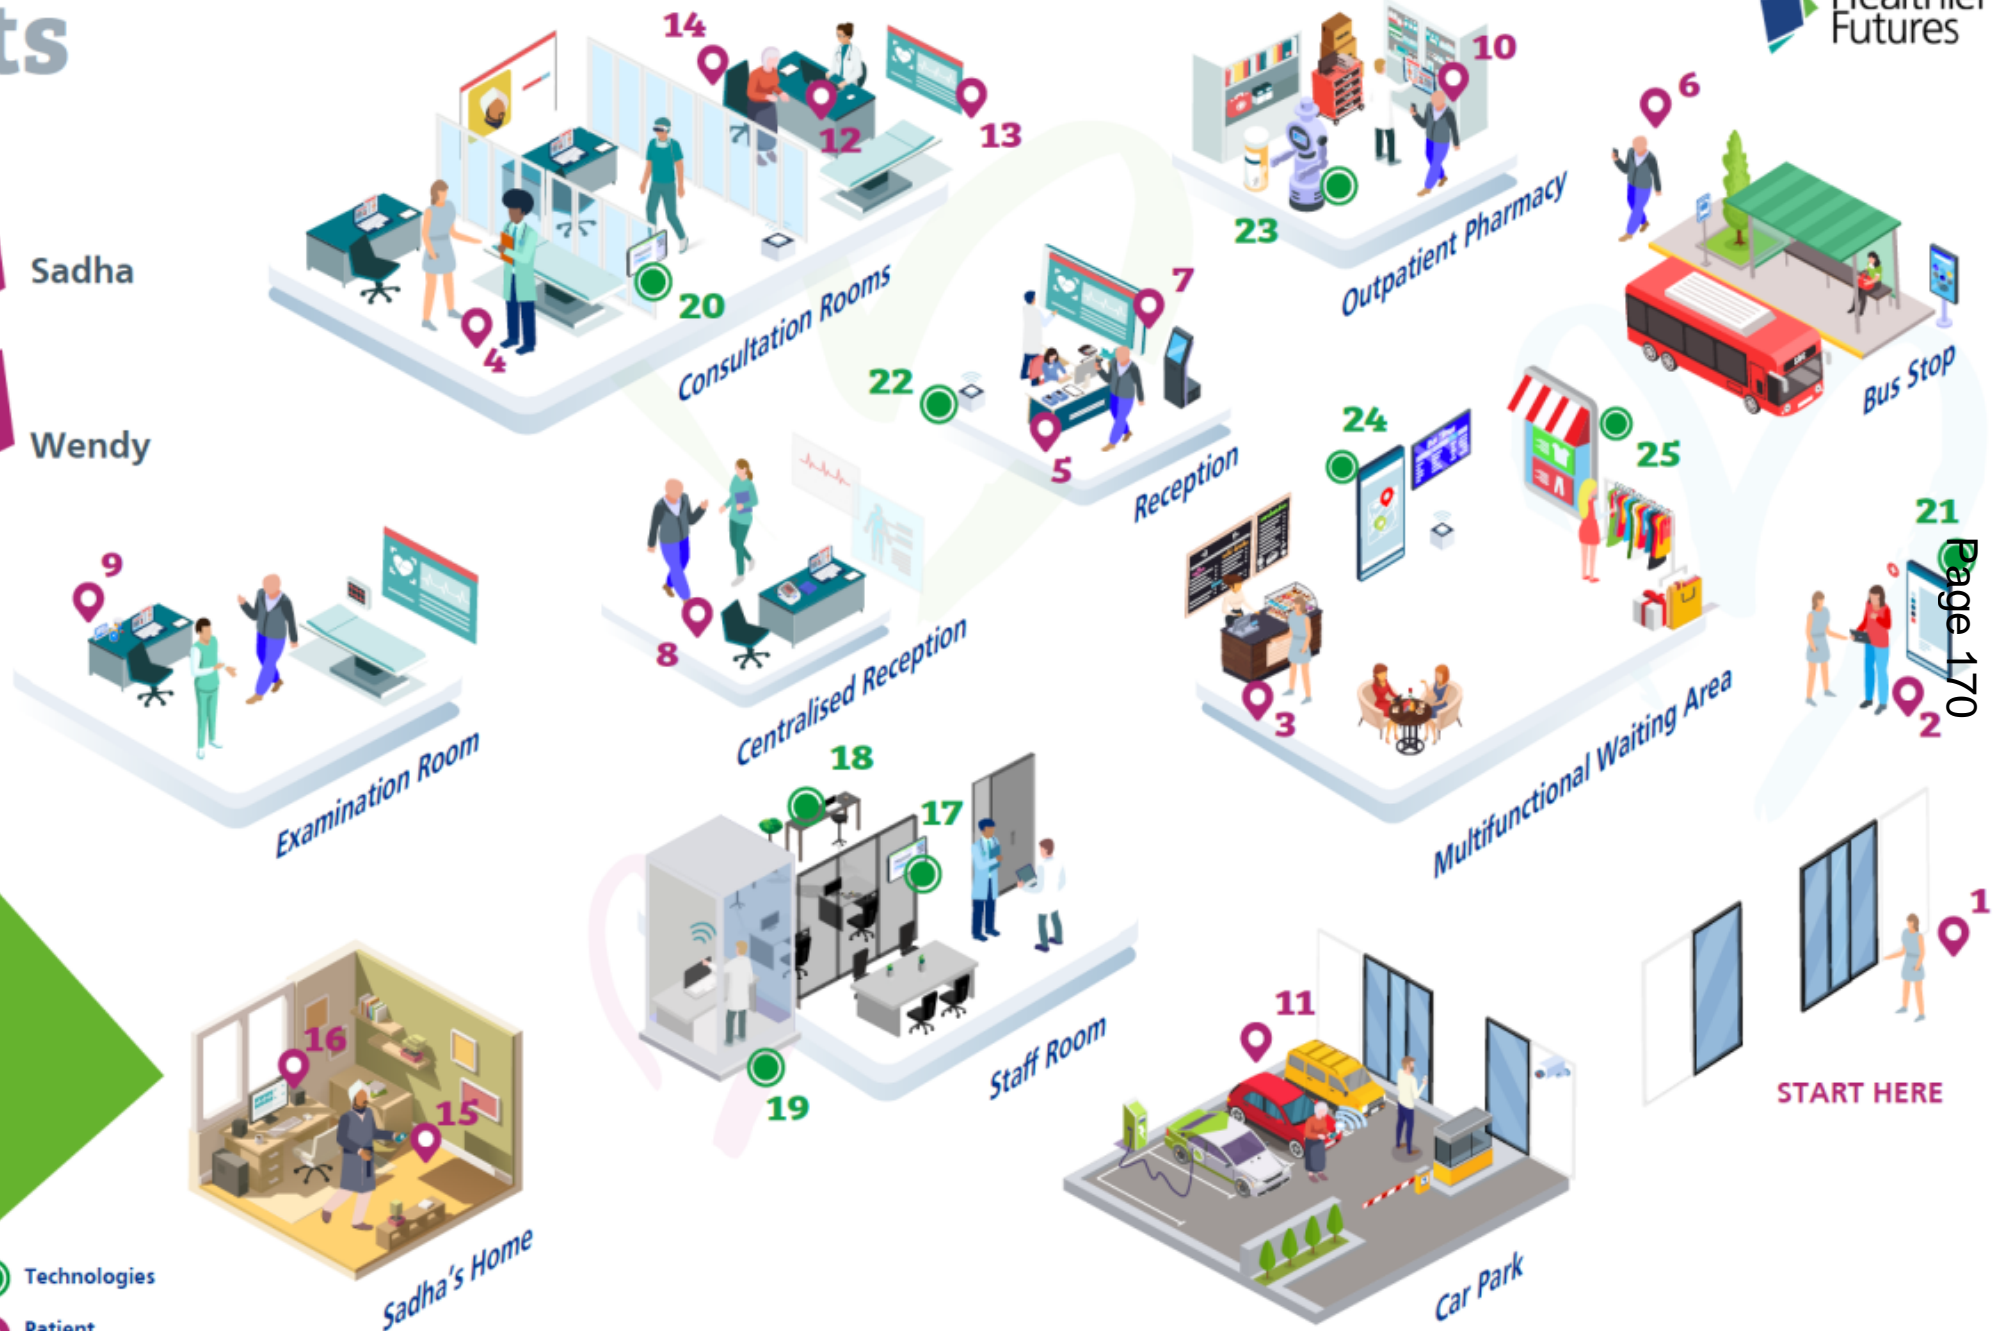 ts
Healthier
Futures
14
12
13
10
6
Sadha
4
20
Consultation Rooms
23
Outpatient Pharmacy
7
22
5
Reception
Bus Stop
Wendy
24
25
21
9
8
Centralised Reception
3
2
Page 170
Examination Room
Multifunctional Waiting Area
18
17
1
16
15
19
Staff Room
11
START HERE
Sadha's Home
Car Park
Technologies
Patient